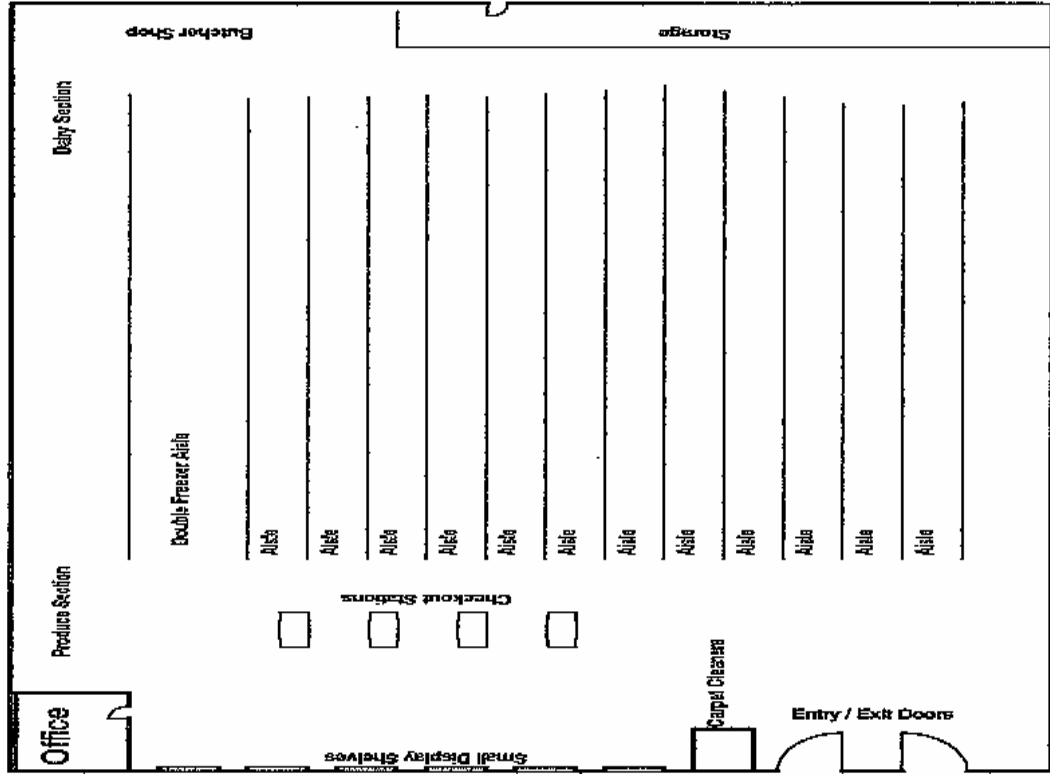 Butcher Shop
Storage
Dairy Section
Double Freezer Aisle
Aisle
Aisle
Aisle
Aisle
Aisle
Aisle
Aisle
Aisle
Aisle
Aisle
Aisle
Aisle
Produce Section
Checkout Stations
Office
Carpet Cleaners
Entry / Exit Doors
Small Display Shelves